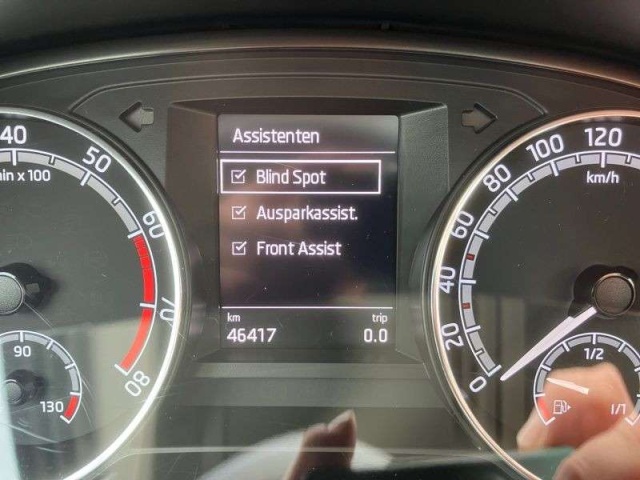 Assistenten
Blind Spot
Ausparkassist.
Front Assist
km
trip
46417
0.0
40
50
60
70
80
min x 100
90
130
0
20
40
60
80
100
120
km/h
1/2
1/1